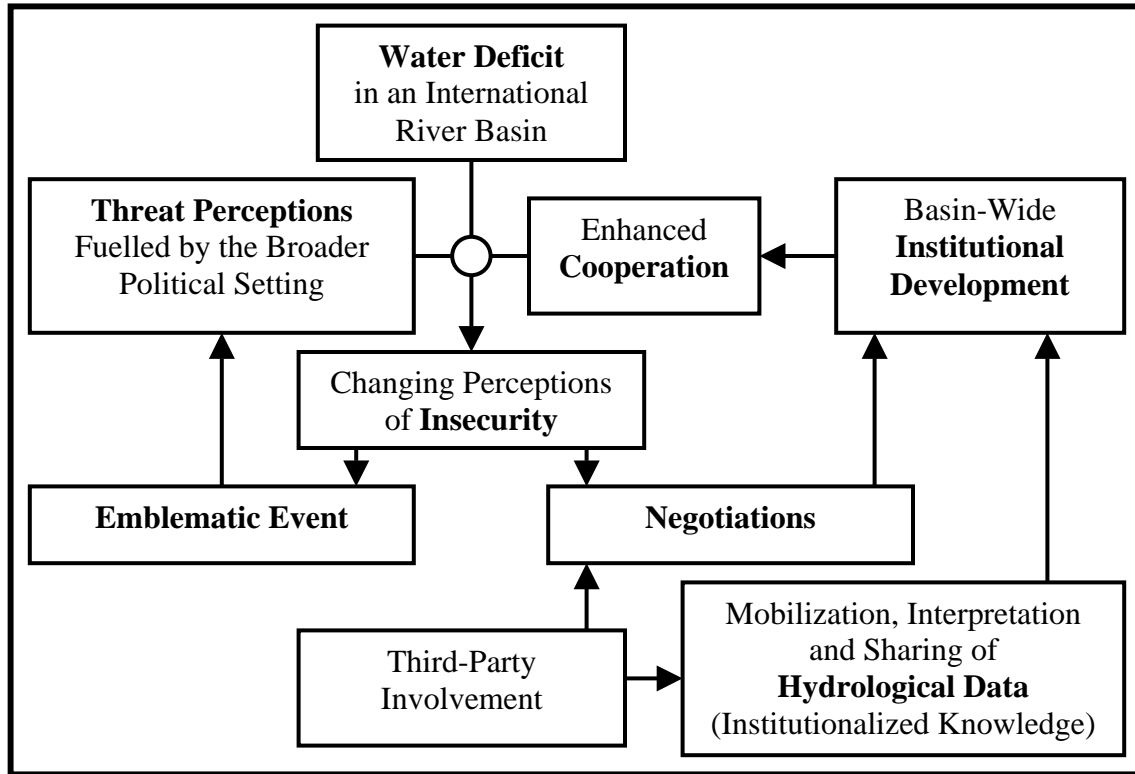 Water Deficit
in an International
River Basin
Threat Perceptions
Fuelled by the Broader
Political Setting
Enhanced
Cooperation
Basin-Wide
Institutional
Development
Changing Perceptions
of Insecurity
Emblematic Event
Negotiations
Third-Party
Involvement
Mobilization, Interpretation
and Sharing of
Hydrological Data
(Institutionalized Knowledge)